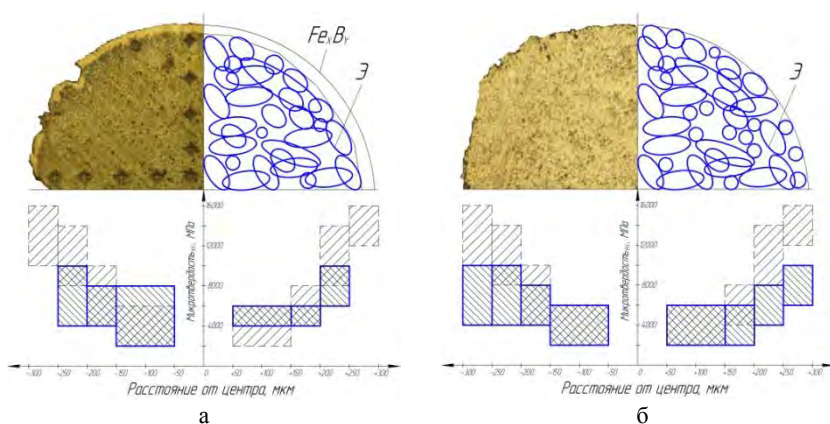 FeₓBᵧ
Э
Э
16000
12000
8000
4000
Микротвердость, МПа
16000
12000
8000
4000
Микротвердость, МПа
-300 -250 -200 -150 -100 -50 0 +50 +100 +150 +200 +250 +300
-300 -250 -200 -150 -100 -50 0 +50 +100 +150 +200 +250 +300
Расстояние от центра, мкм
Расстояние от центра, мкм
а
б